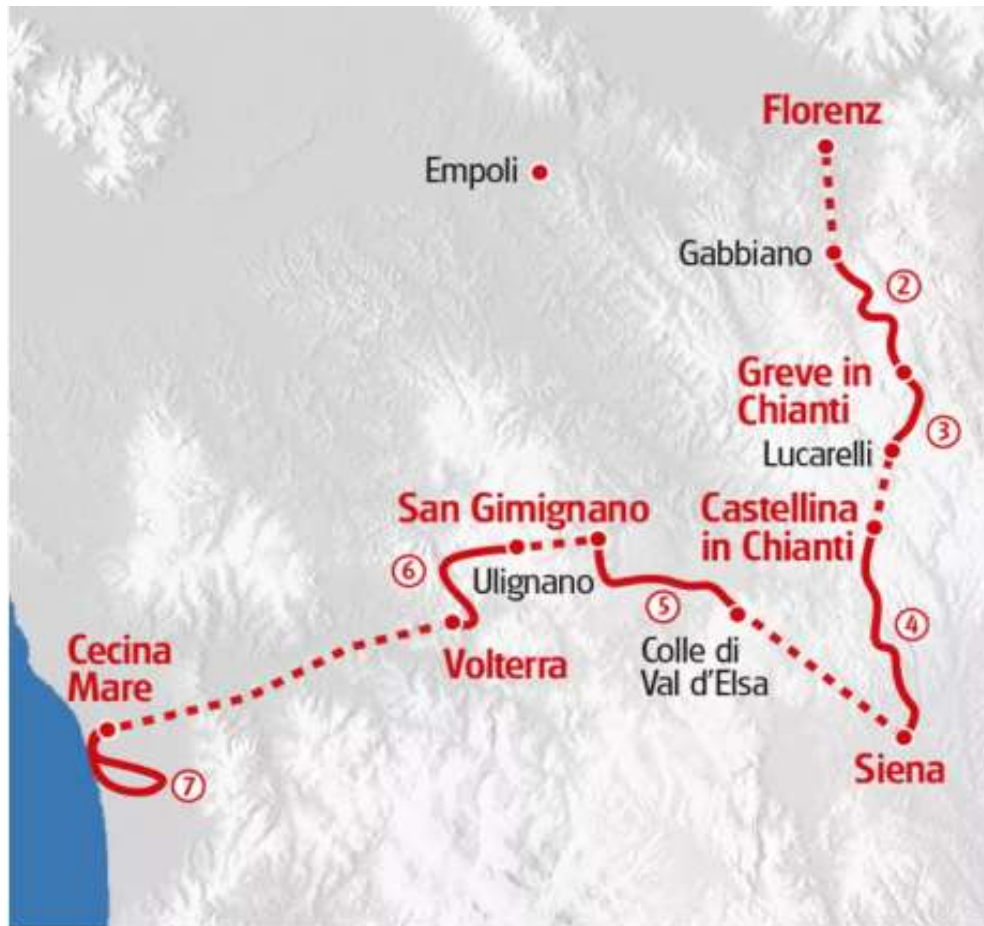 Florenz
Empoli
Gabbiano
②
Greve in
Chianti
③
Lucarelli
San Gimignano
Castellina
in Chianti
⑥
Ulignano
⑤
④
Cecina
Mare
Volterra
Colle di
Val d'Elsa
Siena
⑦